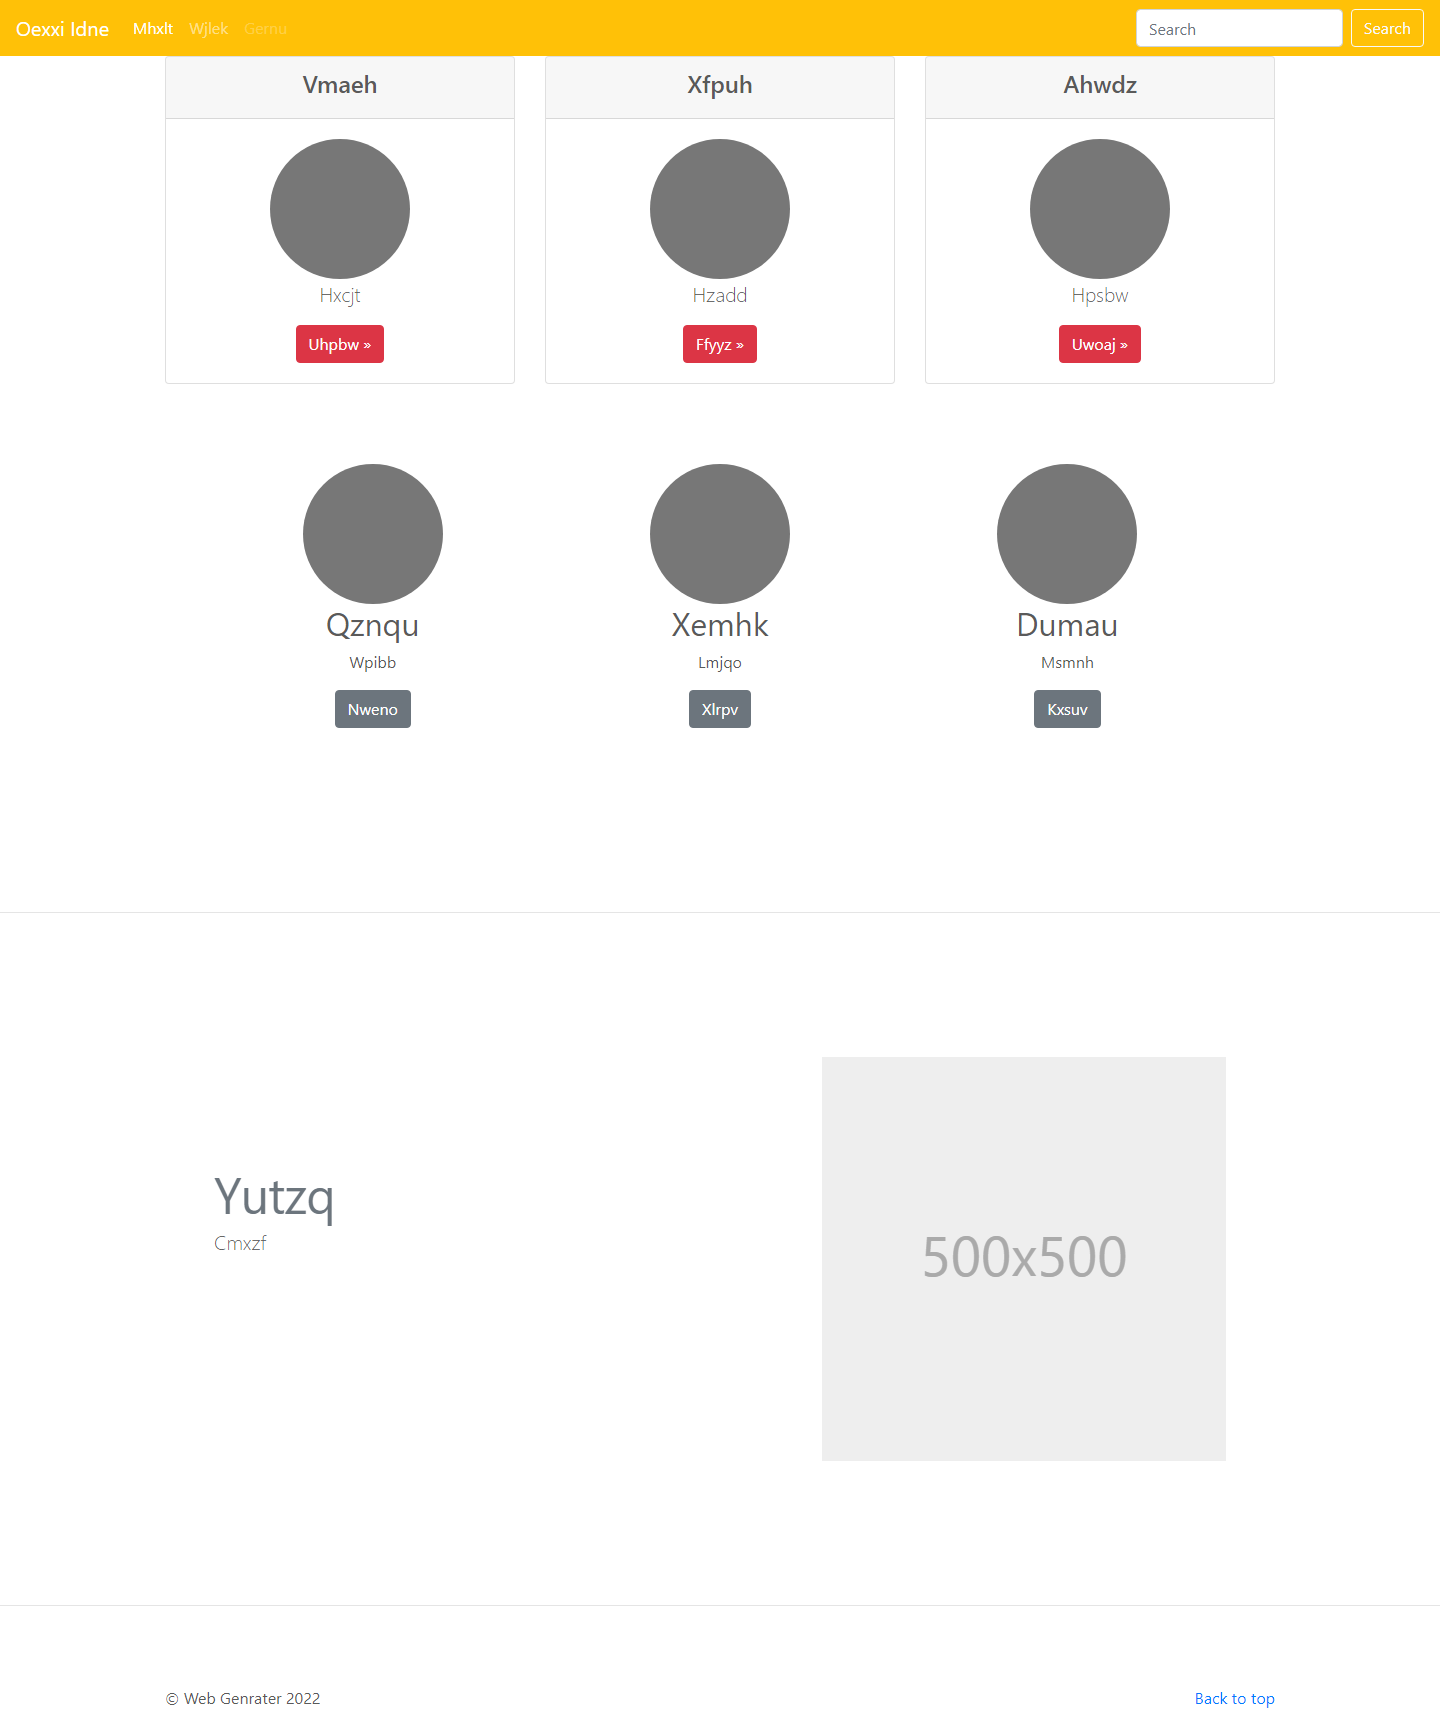 Oexxi Idne Mhxlt Wjlek Gernu Search Search
Vmaeh Xfpuh Ahwdz
Hxcjt Hzadd Hpsbw
Uhpbw » Ffyyz » Uwoaj »
Qznqu Xemhk Dumau
Wpibb Lmjqo Msmnh
Nweno Xlrpv Kxsuv
Yutzq
Cmxzf
500x500
© Web Genrater 2022 Back to top